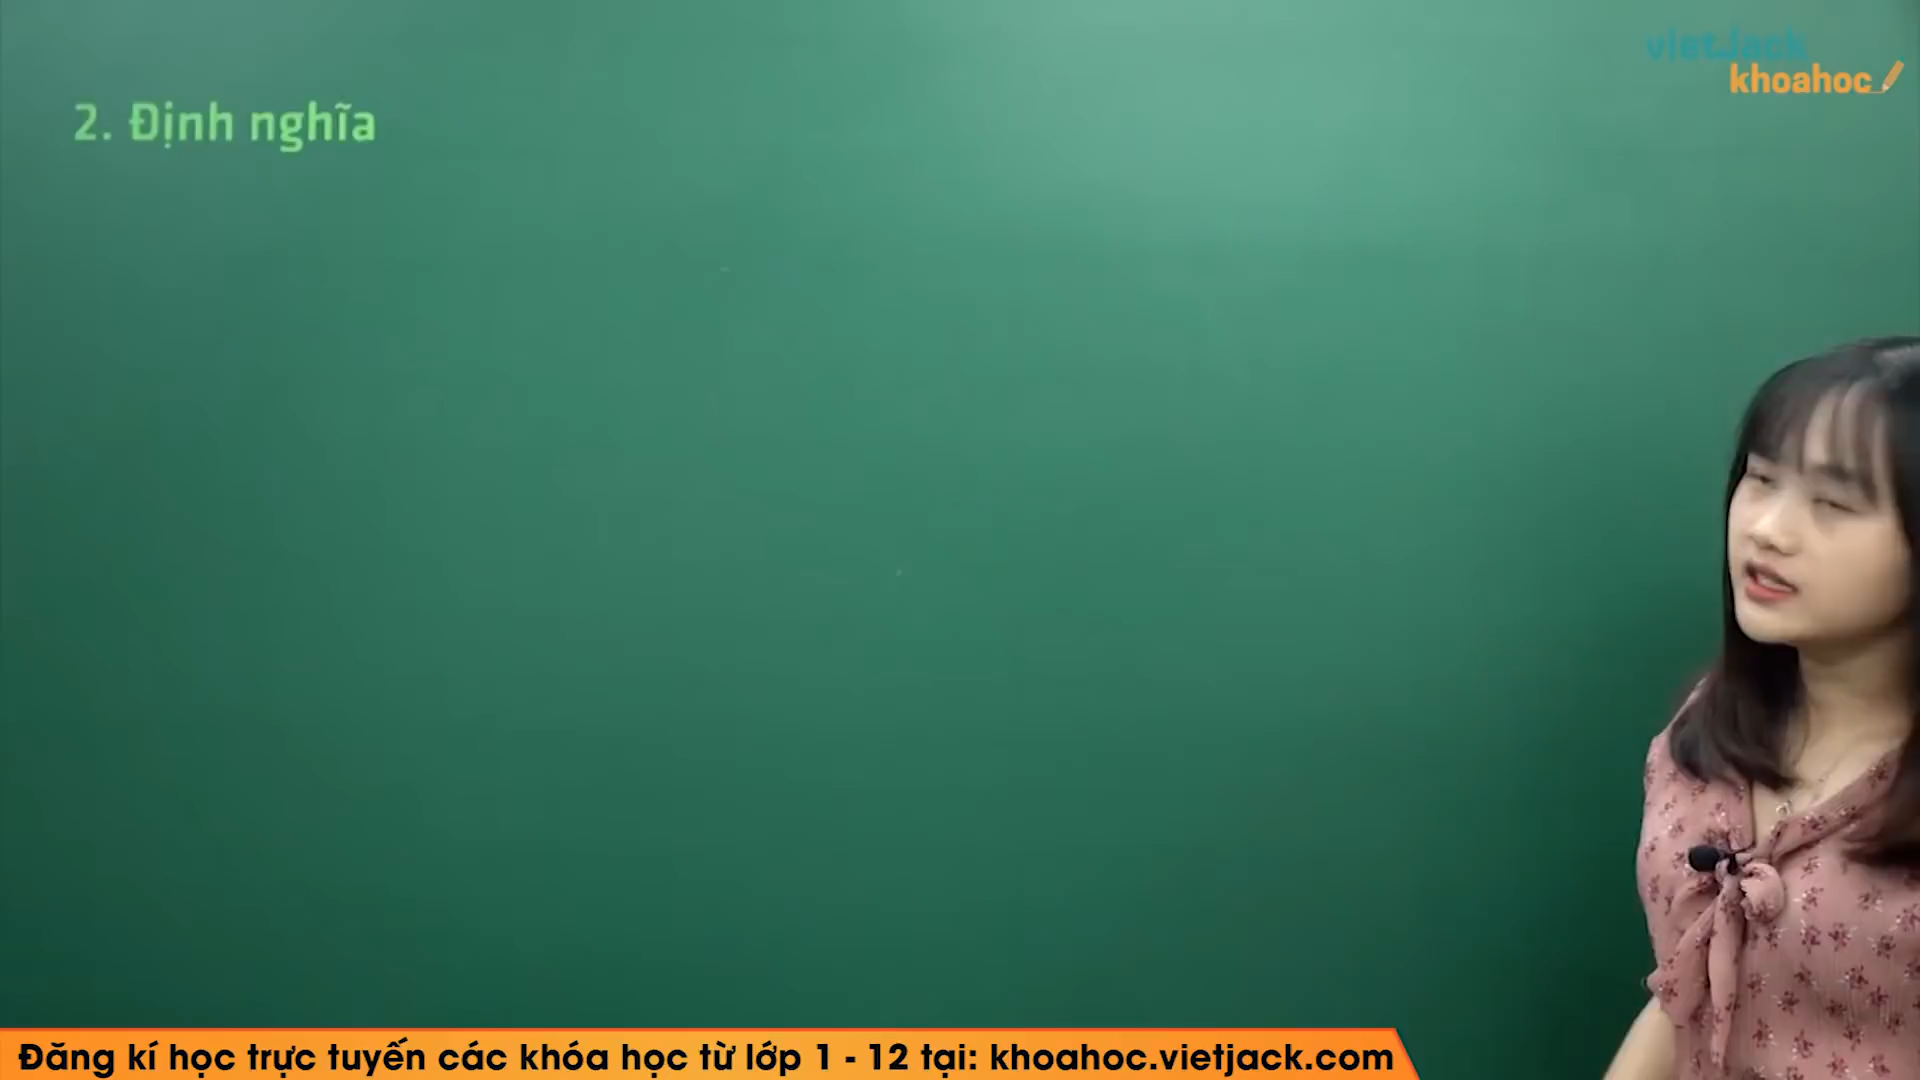 vietJack
khoahoc
2. Định nghĩa
Đăng kí học trực tuyến các khóa học từ lớp 1 - 12 tại: khoahoc.vietjack.com